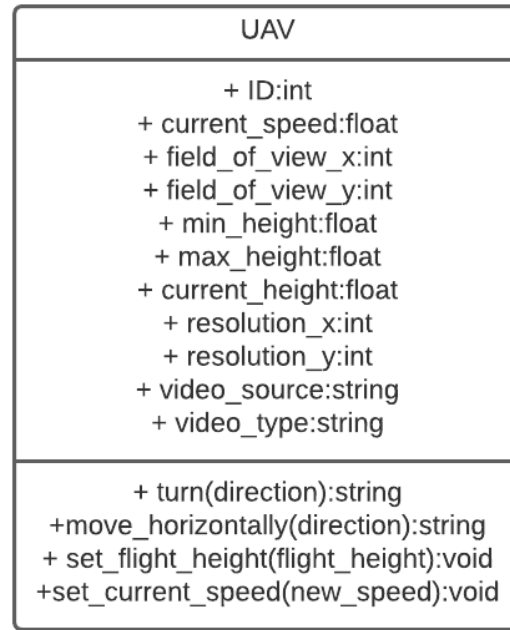 UAV
+ ID:int
+ current_speed:float
+ field_of_view_x:int
+ field_of_view_y:int
+ min_height:float
+ max_height:float
+ current_height:float
+ resolution_x:int
+ resolution_y:int
+ video_source:string
+ video_type:string
+ turn(direction):string
+move_horizontally(direction):string
+ set_flight_height(flight_height):void
+set_current_speed(new_speed):void